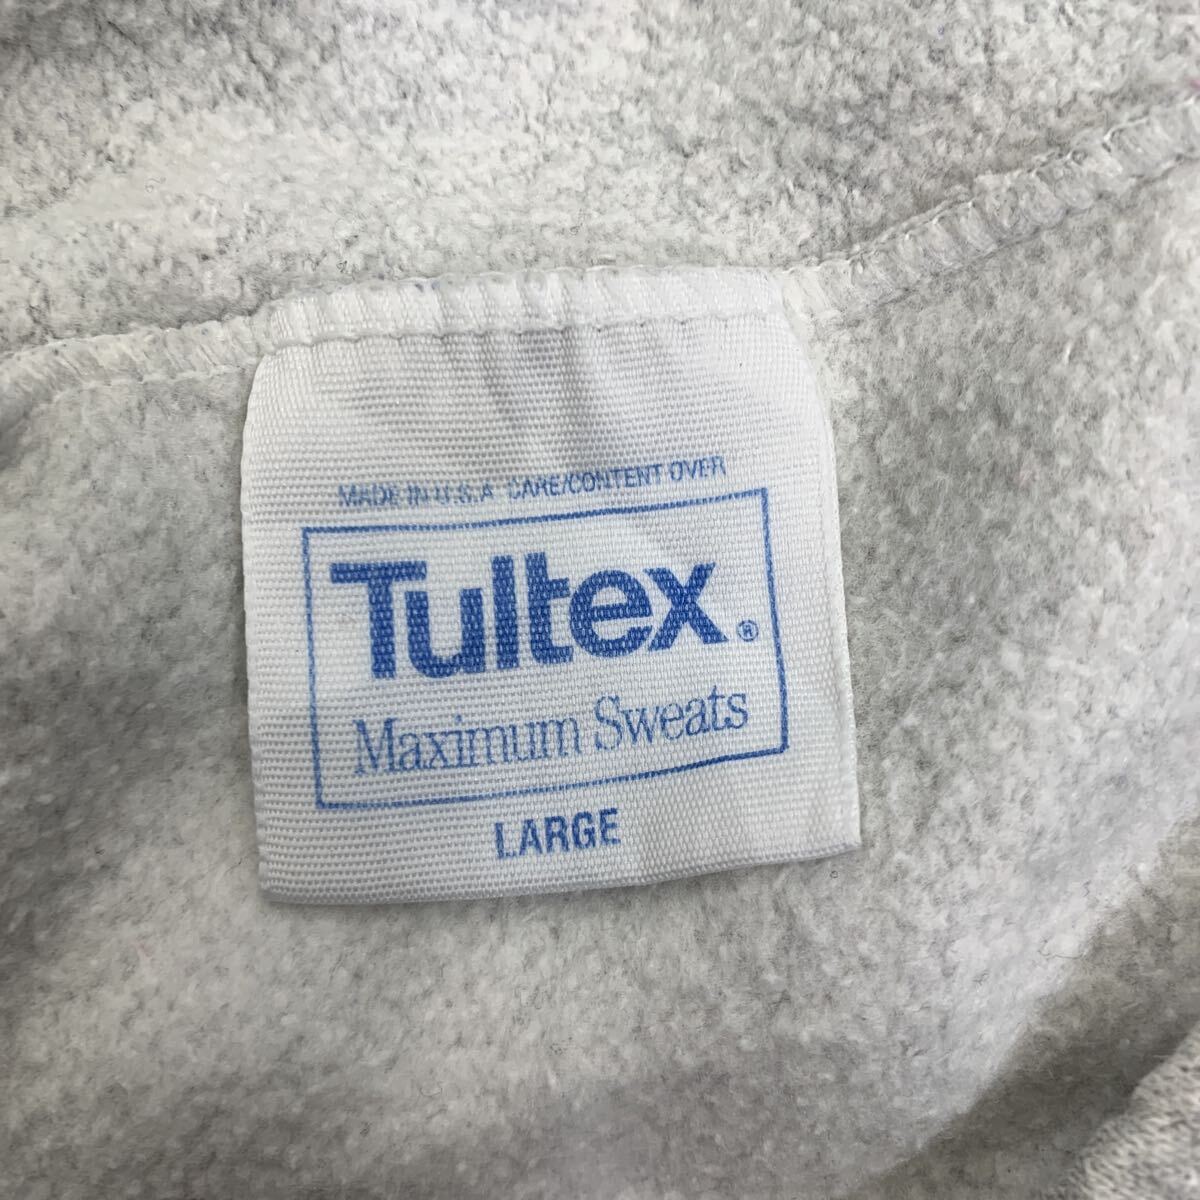 MADE IN U.S.A CARE/CONTENT OVER
Tultex®
Maximum Sweats
LARGE